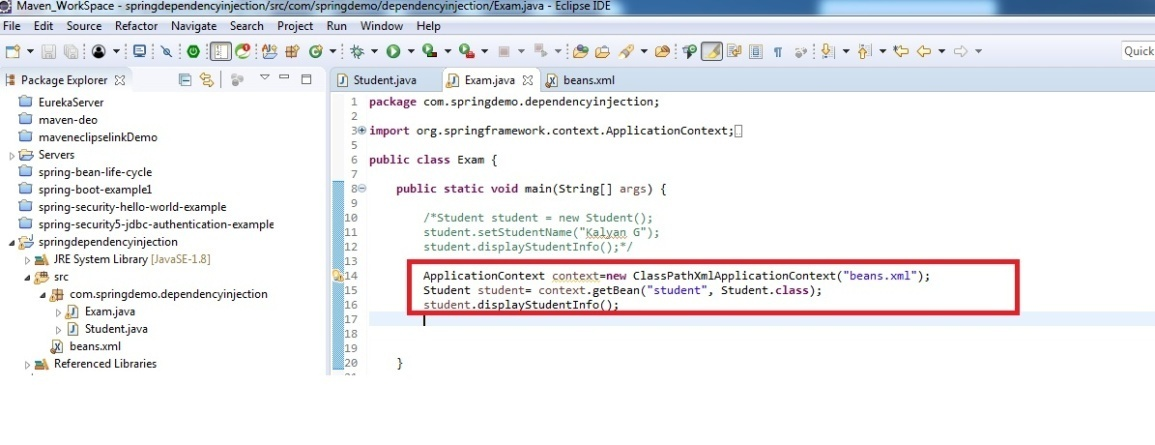 Maven_WorkSpace - springdependencyinjection/src/com/springdemo/dependencyinjection/Exam.java - Eclipse IDE
File Edit Source Refactor Navigate Search Project Run Window Help
Quick
Package Explorer
EurekaServer
maven-deo
maveneclipselinkDemo
Servers
spring-bean-life-cycle
spring-boot-example1
spring-security-hello-world-example
spring-security5-jdbc-authentication-example
springdependencyinjection
JRE System Library [JavaSE-1.8]
src
com.springdemo.dependencyinjection
Exam.java
Student.java
beans.xml
Referenced Libraries
Student.java Exam.java beans.xml
1 package com.springdemo.dependencyinjection;
2
3 import org.springframework.context.ApplicationContext;
5
6 public class Exam {
7
8 public static void main(String[] args) {
9
10 /*Student student = new Student();
11 student.setStudentName("Kalyan G");
12 student.displayStudentInfo();*/
13
14 ApplicationContext context=new ClassPathXmlApplicationContext("beans.xml");
15 Student student= context.getBean("student", Student.class);
16 student.displayStudentInfo();
17
18
19
20 }